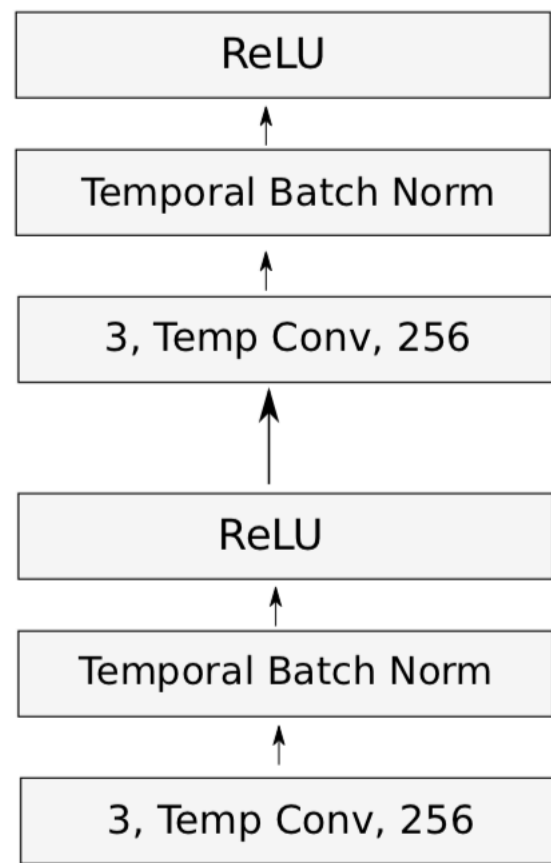 ReLU
Temporal Batch Norm
3, Temp Conv, 256
ReLU
Temporal Batch Norm
3, Temp Conv, 256